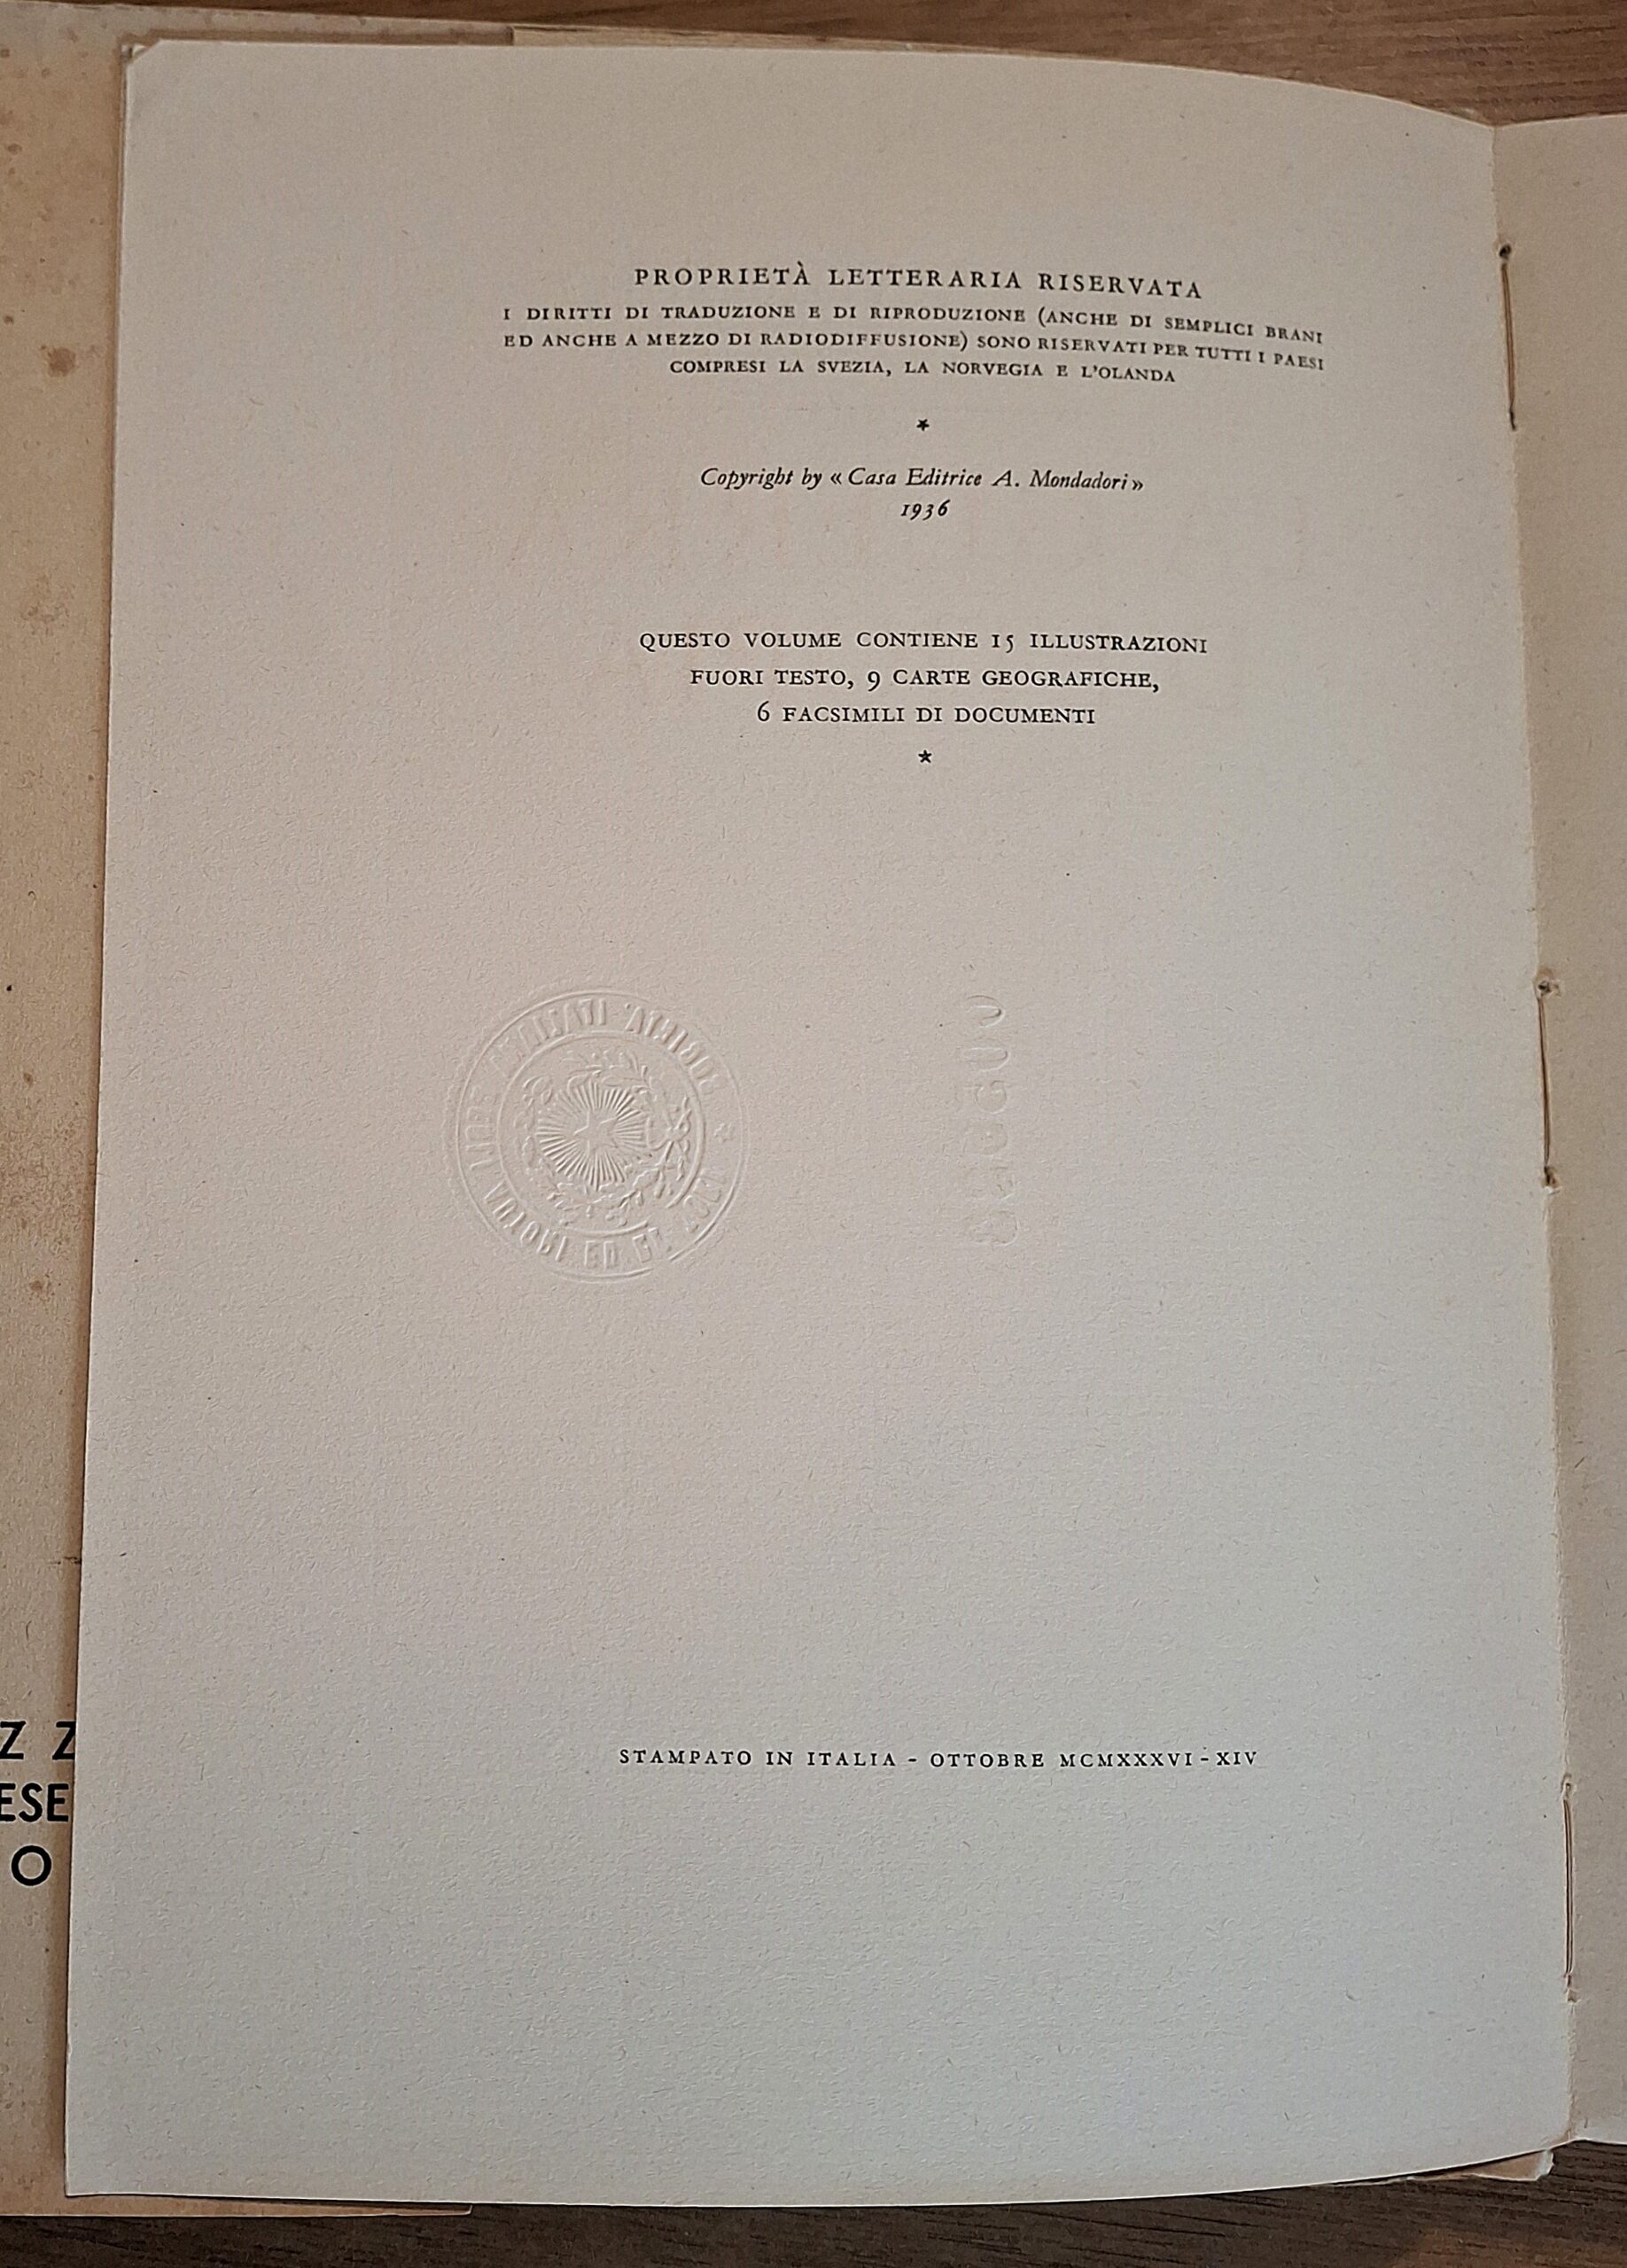 PROPRIETÀ LETTERARIA RISERVATA
I DIRITTI DI TRADUZIONE E DI RIPRODUZIONE (ANCHE DI SEMPLICI BRANI
ED ANCHE A MEZZO DI RADIODIFFUSIONE) SONO RISERVATI PER TUTTI I PAESI
COMPRESI LA SVEZIA, LA NORVEGIA E L'OLANDA
*
Copyright by « Casa Editrice A. Mondadori »
1936
QUESTO VOLUME CONTIENE 15 ILLUSTRAZIONI
FUORI TESTO, 9 CARTE GEOGRAFICHE,
6 FACSIMILI DI DOCUMENTI
*
STAMPATO IN ITALIA - OTTOBRE MCMXXXVI - XIV
Z Z
ESE
O